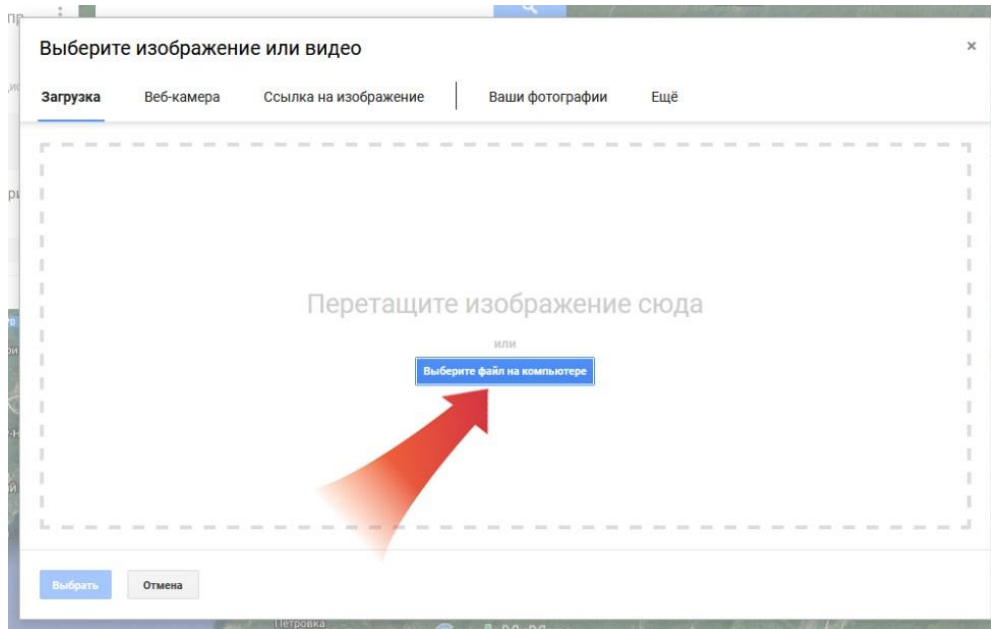 Выберите изображение или видео
×
Загрузка Веб-камера Ссылка на изображение Ваши фотографии Ещё
Перетащите изображение сюда
или
Выберите файл на компьютере
Выбрать Отмена
Петровка